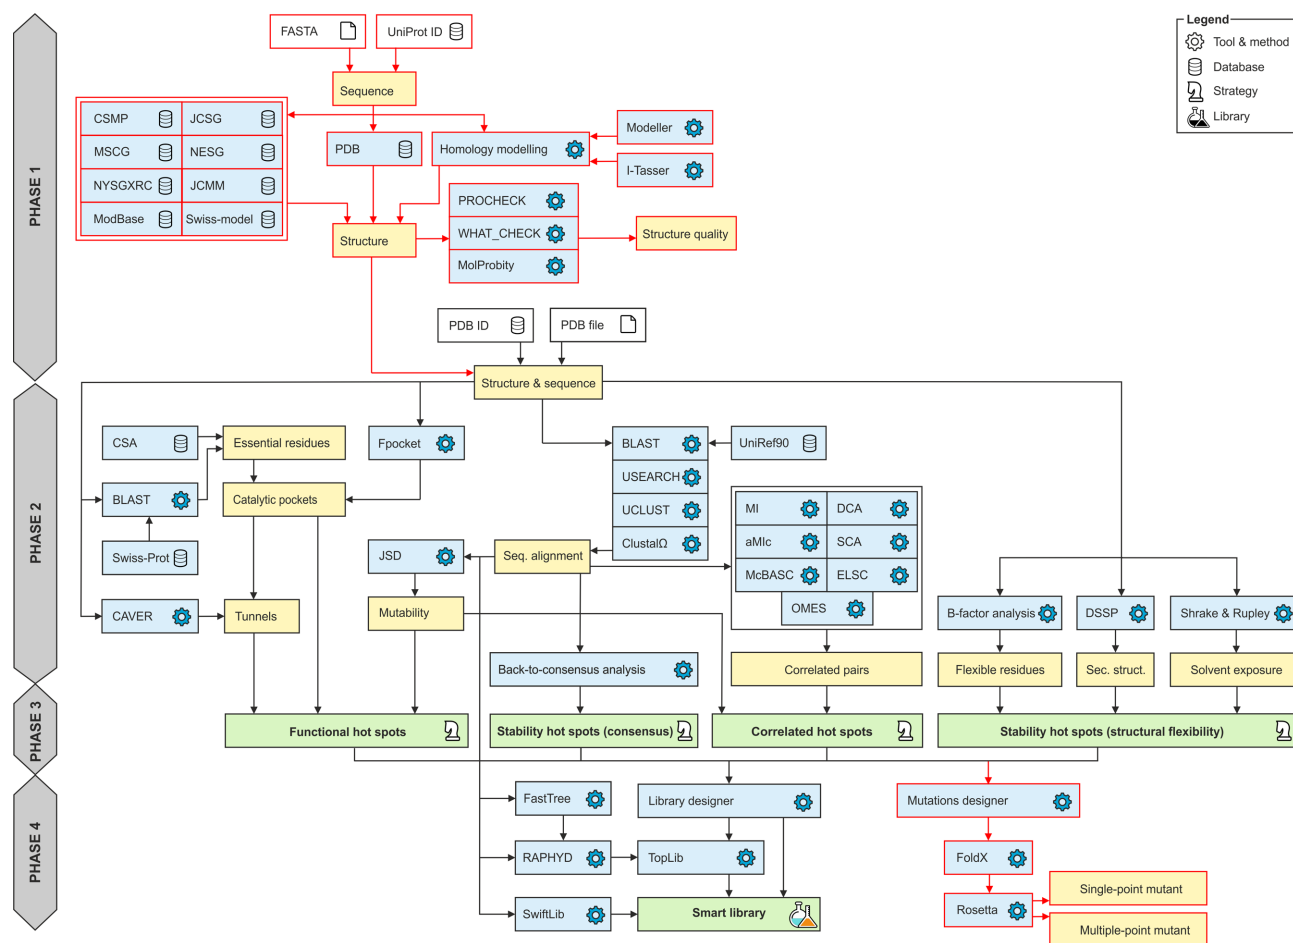 FASTA
UniProt ID
Legend
Tool & method
Database
Strategy
Library
Sequence
CSMP
JCSG
MSCG
NESG
NYSGXRC
JCMM
ModBase
Swiss-model
PDB
Homology modelling
Modeller
I-Tasser
PHASE 1
PROCHECK
WHAT_CHECK
MolProbity
Structure
Structure quality
PDB ID
PDB file
Structure & sequence
PHASE 2
CSA
Essential residues
Fpocket
BLAST
UniRef90
USEARCH
UCLUST
ClustalΩ
BLAST
Catalytic pockets
Swiss-Prot
JSD
Seq. alignment
MI
DCA
aMIc
SCA
McBASC
ELSC
OMES
CAVER
Tunnels
Mutability
B-factor analysis
DSSP
Shrake & Rupley
Back-to-consensus analysis
Correlated pairs
Flexible residues
Sec. struct.
Solvent exposure
PHASE 3
Functional hot spots
Stability hot spots (consensus)
Correlated hot spots
Stability hot spots (structural flexibility)
PHASE 4
FastTree
Library designer
Mutations designer
RAPHYD
TopLib
FoldX
SwiftLib
Smart library
Rosetta
Single-point mutant
Multiple-point mutant